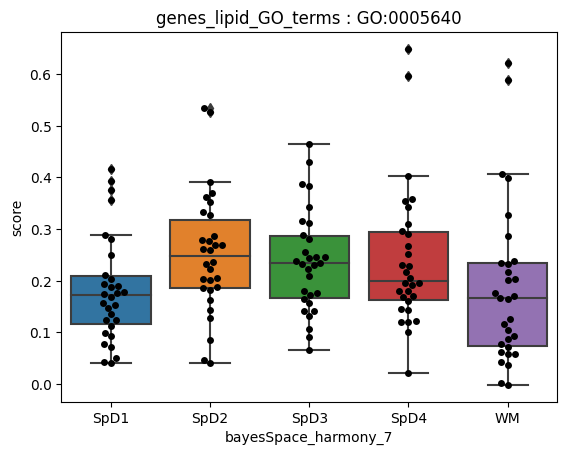 genes_lipid_GO_terms : GO:0005640
score
0.6
0.5
0.4
0.3
0.2
0.1
0.0
SpD1 SpD2 SpD3 SpD4 WM
bayesSpace_harmony_7